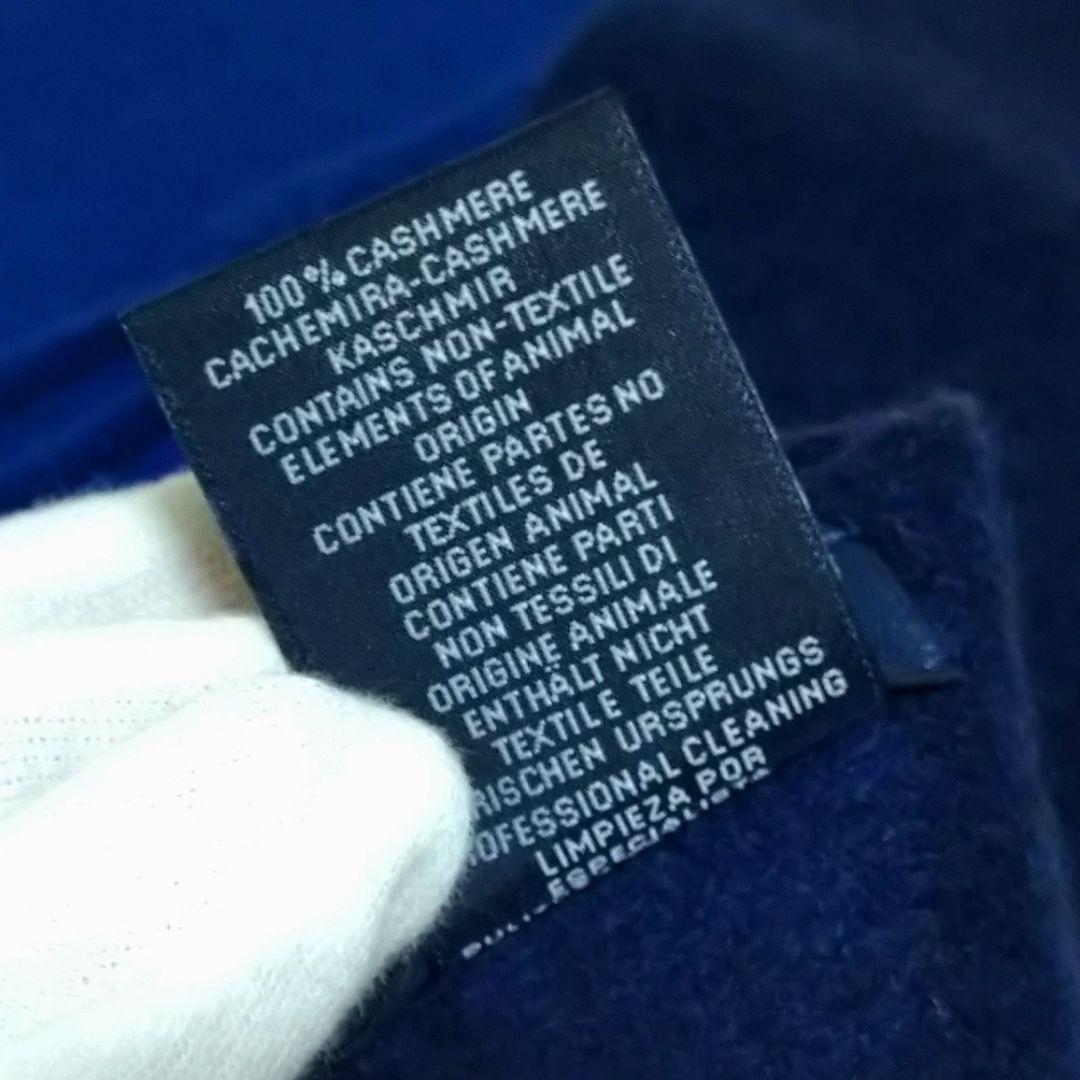 100% CASHMERE
CACHEMIRA-CASHMERE
KASCHMIR
CONTAINS NON-TEXTILE
ELEMENTS OF ANIMAL
ORIGIN
CONTIENE PARTES NO
TEXTILES DE
ORIGEN ANIMAL
CONTIENE PARTI
NON TESSILI DI
ORIGINE ANIMALE
ENTHÄLT NICHT
TEXTILE TEILE
URSPRUNGS
CLEANING
LIMPIEZA POR